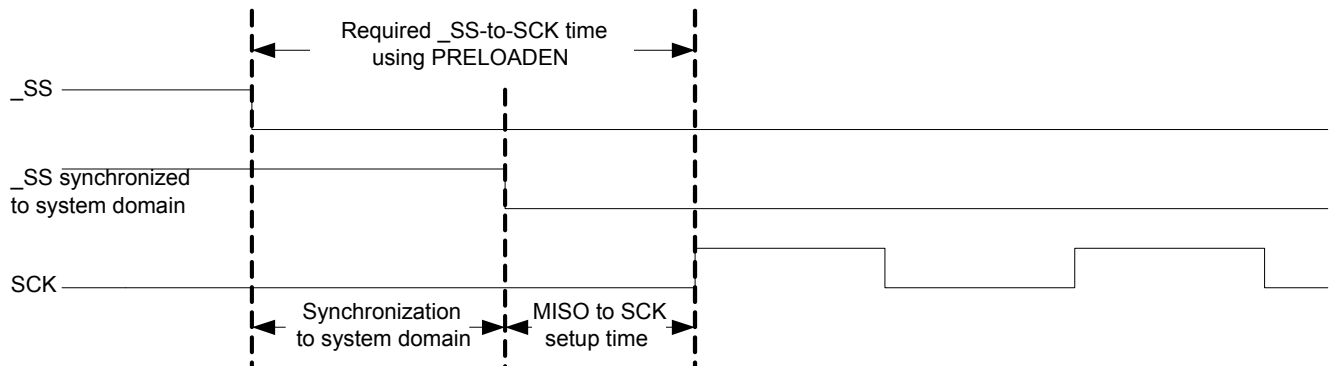 Required _SS-to-SCK time
using PRELOADEN
_SS
_SS synchronized
to system domain
SCK
Synchronization
to system domain
MISO to SCK
setup time